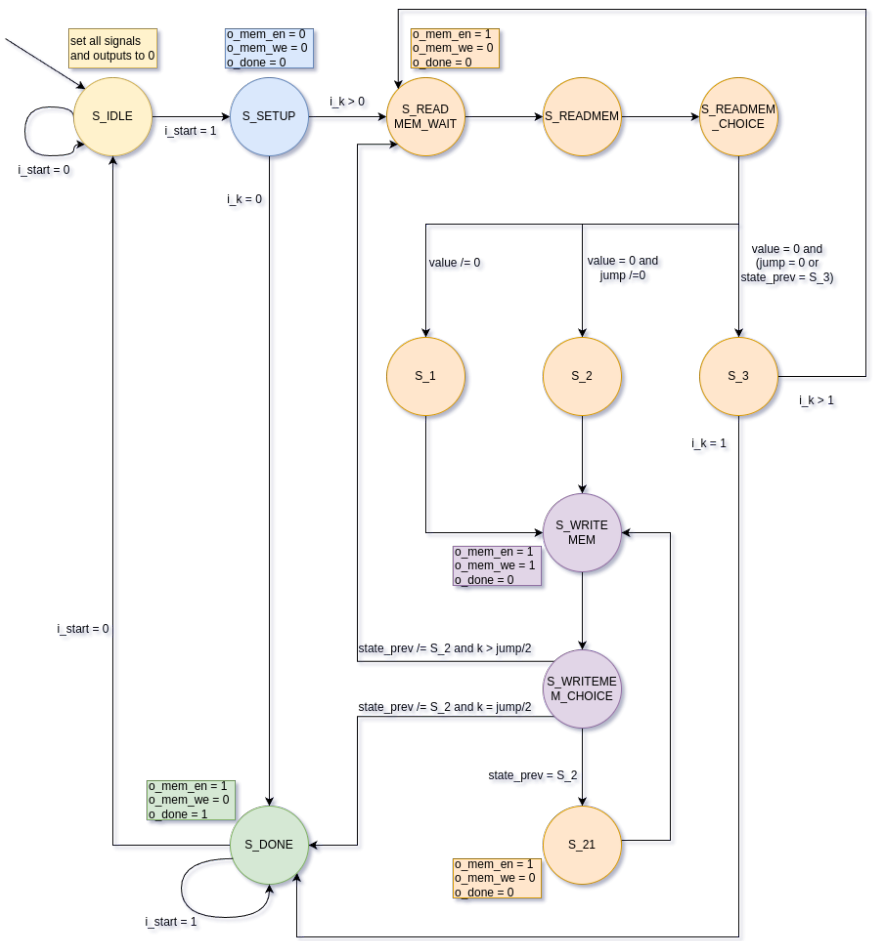 set all signals
and outputs to 0
o_mem_en = 0
o_mem_we = 0
o_done = 0
o_mem_en = 1
o_mem_we = 0
o_done = 0
S_IDLE
i_start = 1
S_SETUP
i_k > 0
S_READ
MEM_WAIT
S_READMEM
S_READMEM
_CHOICE
i_start = 0
i_k = 0
value /= 0
value = 0 and
jump /=0
value = 0 and
(jump = 0 or
state_prev = S_3)
S_1
S_2
S_3
i_k > 1
i_k = 1
S_WRITE
MEM
o_mem_en = 1
o_mem_we = 1
o_done = 0
i_start = 0
state_prev /= S_2 and k > jump/2
S_WRITEME
M_CHOICE
state_prev /= S_2 and k = jump/2
state_prev = S_2
o_mem_en = 1
o_mem_we = 0
o_done = 1
S_DONE
S_21
o_mem_en = 1
o_mem_we = 0
o_done = 0
i_start = 1